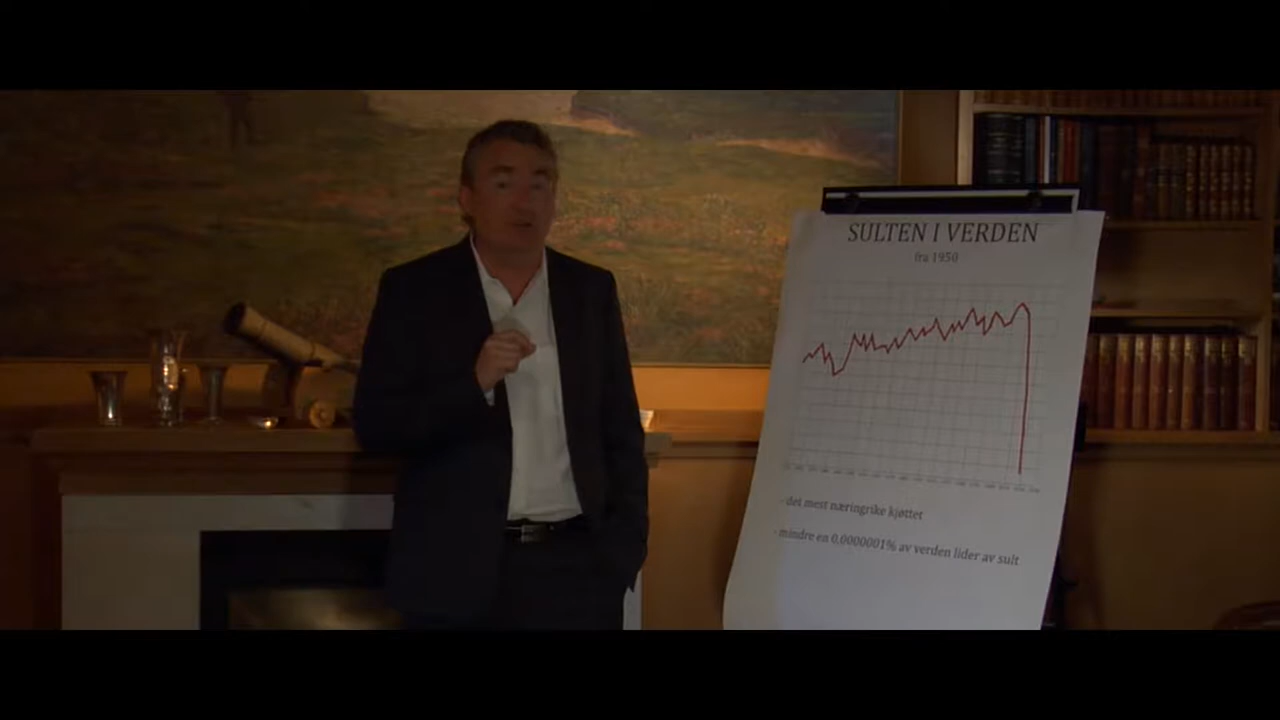 SULTEN I VERDEN
fra 1950
- det mest næringrike kjøttet
- mindre en 0,0000001% av verden lider av sult